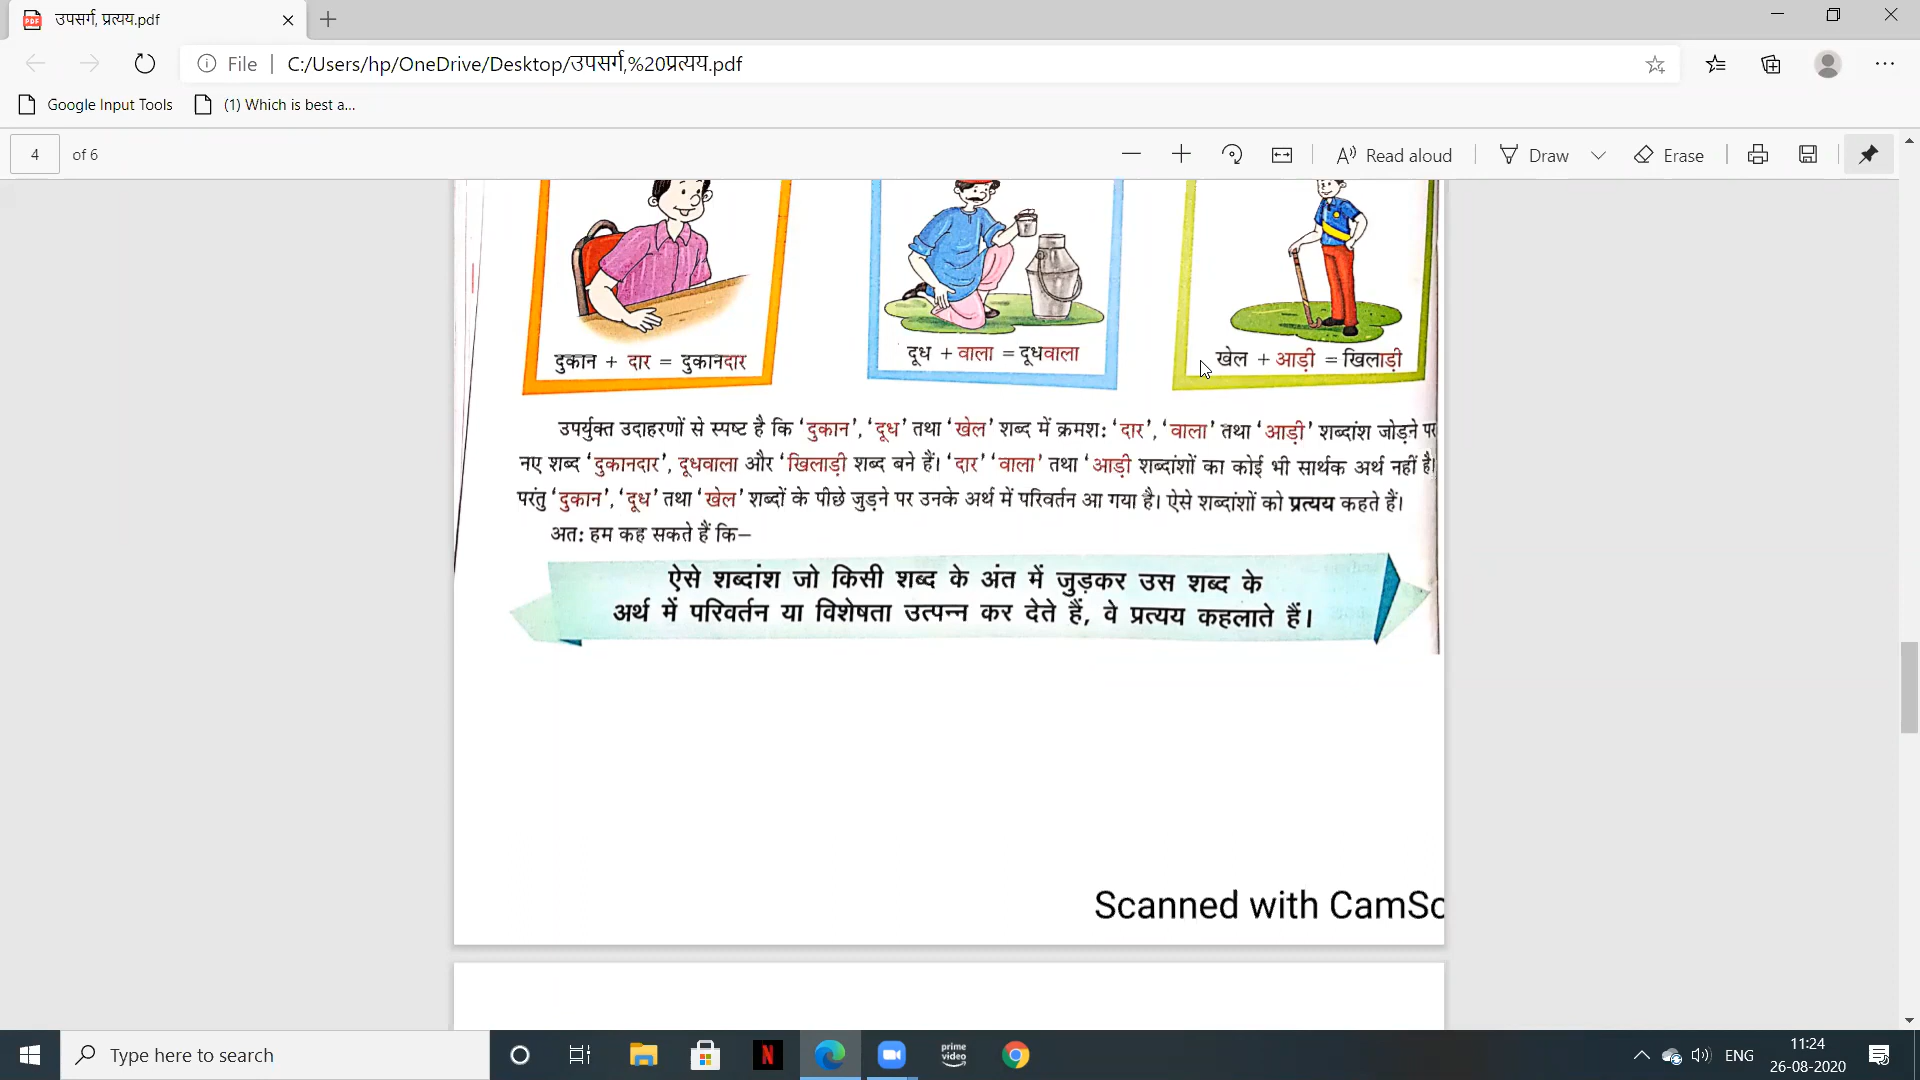 उपसर्ग, प्रत्यय.pdf
File
C:/Users/hp/OneDrive/Desktop/उपसर्ग,%20प्रत्यय.pdf
Google Input Tools
(1) Which is best a...
4 of 6
Read aloud
Draw
Erase
दुकान + दार = दुकानदार
दूध + वाला = दूधवाला
खेल + आड़ी = खिलाड़ी
उपर्युक्त उदाहरणों से स्पष्ट है कि 'दुकान', 'दूध' तथा 'खेल' शब्द में क्रमश: 'दार', 'वाला' तथा 'आड़ी' शब्दांश जोड़ने पर
नए शब्द 'दुकानदार', दूधवाला और 'खिलाड़ी शब्द बने हैं। 'दार' 'वाला' तथा 'आड़ी शब्दांशों का कोई भी सार्थक अर्थ नहीं है।
परंतु 'दुकान', 'दूध' तथा 'खेल' शब्दों के पीछे जुड़ने पर उनके अर्थ में परिवर्तन आ गया है। ऐसे शब्दांशों को प्रत्यय कहते हैं।
अत: हम कह सकते हैं कि–
ऐसे शब्दांश जो किसी शब्द के अंत में जुड़कर उस शब्द के
अर्थ में परिवर्तन या विशेषता उत्पन्न कर देते हैं, वे प्रत्यय कहलाते हैं।
Scanned with CamSc
Type here to search
prime video
ENG
11:24
26-08-2020